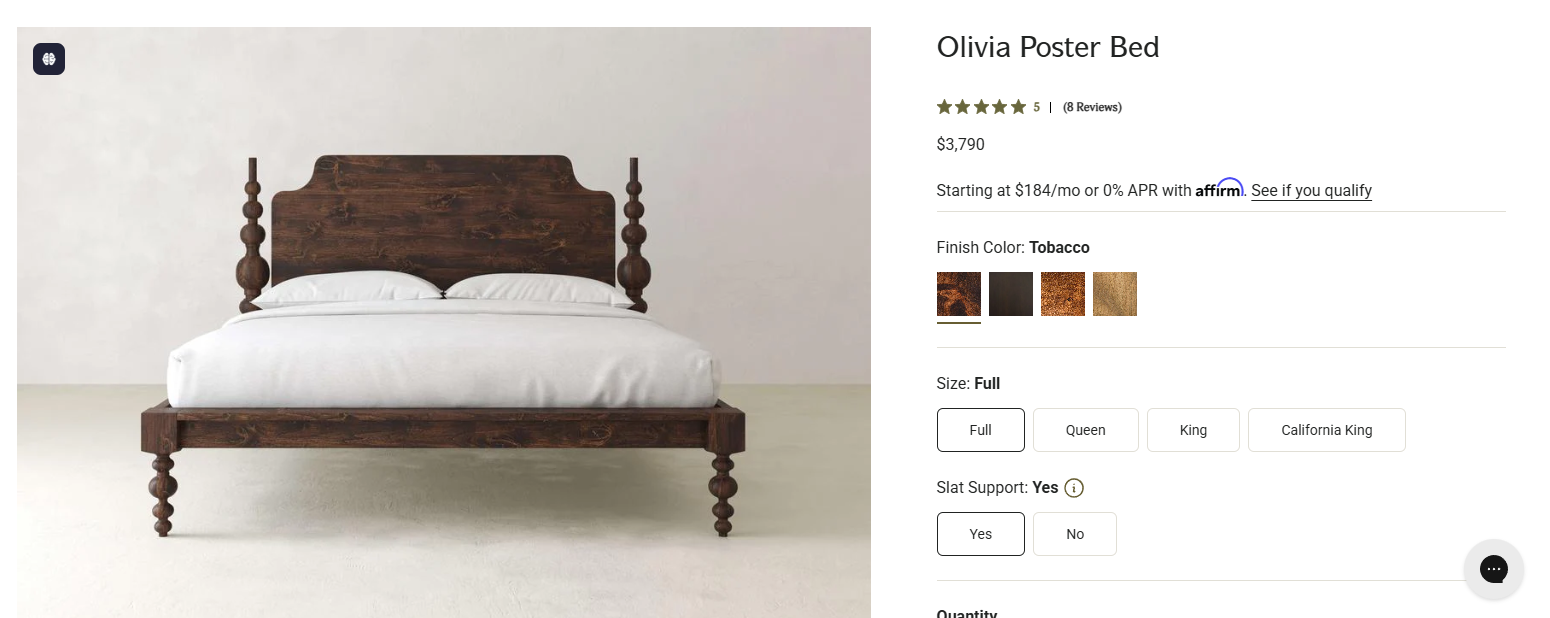 Olivia Poster Bed
5 | (8 Reviews)
$3,790
Starting at $184/mo or 0% APR with affirm. See if you qualify
Finish Color: Tobacco
Size: Full
Full Queen King California King
Slat Support: Yes i
Yes No
Quantity